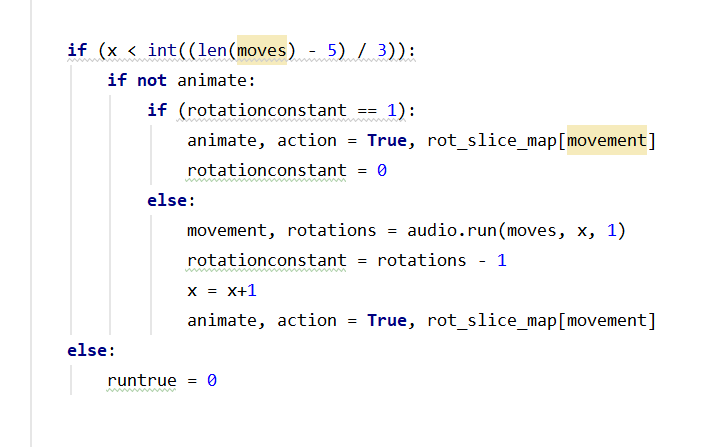 if (x < int((len(moves) - 5) / 3)):
if not animate:
if (rotationconstant == 1):
animate, action = True, rot_slice_map[movement]
rotationconstant = 0
else:
movement, rotations = audio.run(moves, x, 1)
rotationconstant = rotations - 1
x = x+1
animate, action = True, rot_slice_map[movement]
else:
runtrue = 0